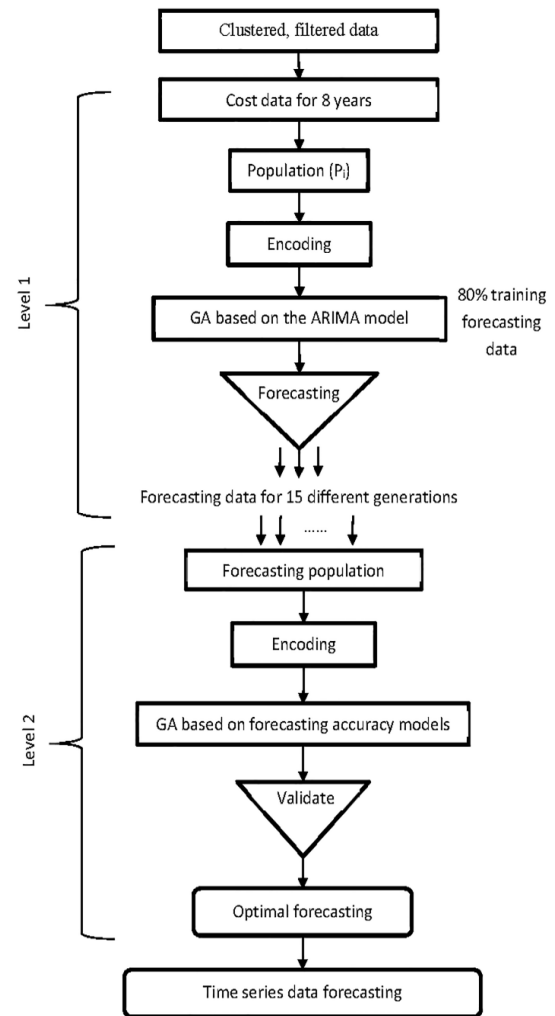 Clustered, filtered data
Cost data for 8 years
Population (Pi)
Encoding
Level 1
GA based on the ARIMA model
80% training
forecasting
data
Forecasting
Forecasting data for 15 different generations
......
Forecasting population
Encoding
Level 2
GA based on forecasting accuracy models
Validate
Optimal forecasting
Time series data forecasting